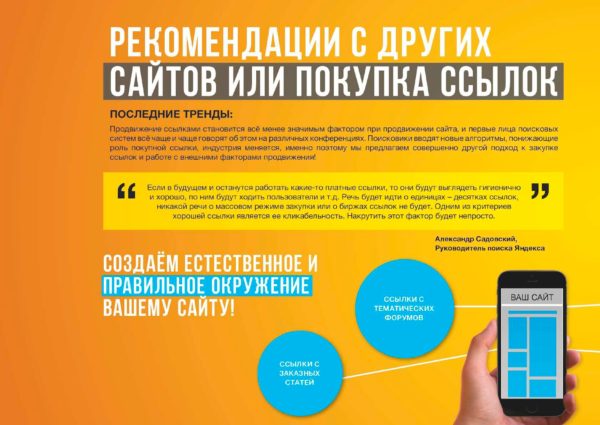 РЕКОМЕНДАЦИИ С ДРУГИХ
САЙТОВ ИЛИ ПОКУПКА ССЫЛОК
ПОСЛЕДНИЕ ТРЕНДЫ:
Продвижение ссылками становится всё менее значимым фактором при продвижении сайта, и первые лица поисковых
систем всё чаще и чаще говорят об этом на различных конференциях. Поисковики вводят новые алгоритмы, понижающие
роль покупной ссылки, индустрия меняется, именно поэтому мы предлагаем совершенно другой подход к закупке
ссылок и работе с внешними факторами продвижения!
“ Если в будущем и останутся работать какие-то платные ссылки, то они будут выглядеть гигиенично ”
и хорошо, по ним будут ходить пользователи и т.д. Речь будет идти о единицах – десятках ссылок,
никакой речи о массовом режиме закупки или о биржах ссылок не будет. Одним из критериев
хорошей ссылки является ее кликабельность. Накрутить этот фактор будет непросто.
Александр Садовский,
Руководитель поиска Яндекса
СОЗДАЁМ ЕСТЕСТВЕННОЕ И
ПРАВИЛЬНОЕ ОКРУЖЕНИЕ
ВАШЕМУ САЙТУ!
ССЫЛКИ С
ТЕМАТИЧЕСКИХ
ФОРУМОВ
ВАШ САЙТ
ССЫЛКИ С
ЗАКАЗНЫХ
СТАТЕЙ